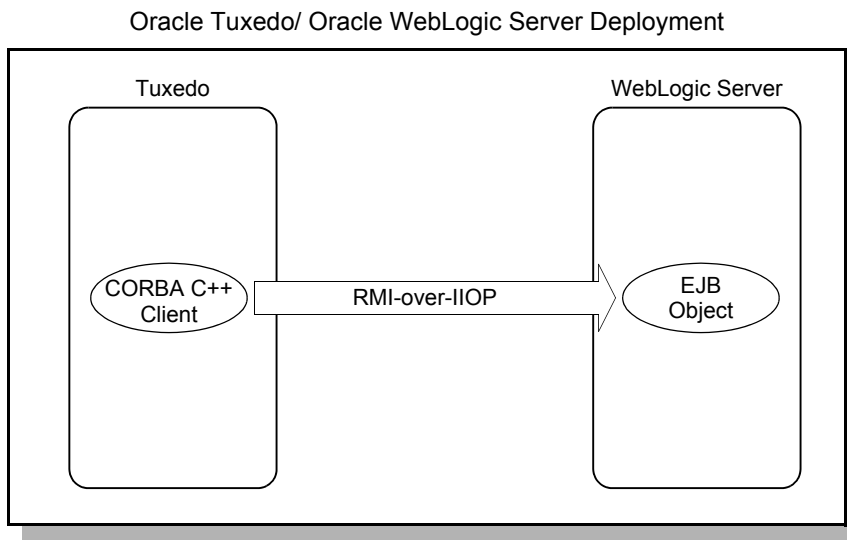 Oracle Tuxedo/ Oracle WebLogic Server Deployment
Tuxedo
WebLogic Server
CORBA C++
Client
RMI-over-IIOP
EJB
Object